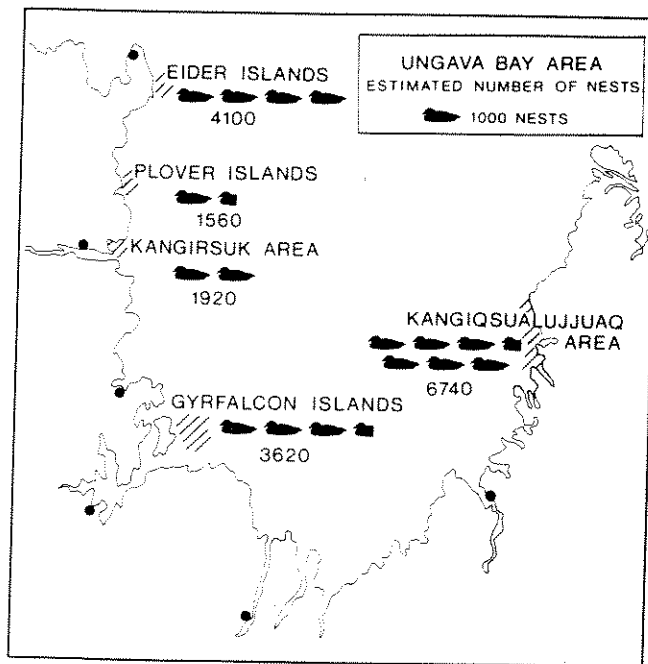 UNGAVA BAY AREA
ESTIMATED NUMBER OF NESTS
1000 NESTS
EIDER ISLANDS
4100
PLOVER ISLANDS
1560
KANGIRSUK AREA
1920
KANGIQSUALUJJUAQ
AREA
6740
GYRFALCON ISLANDS
3620